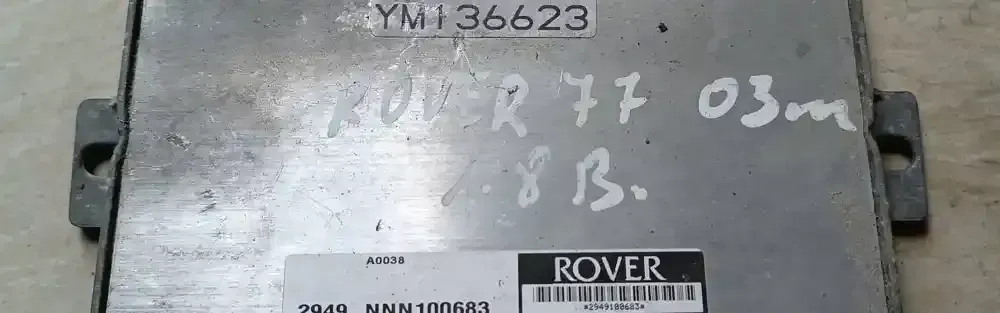 YM136623
ROVER 77 03m
1.8 B.
A0038
ROVER
2949 NNN100683
*2949100683*